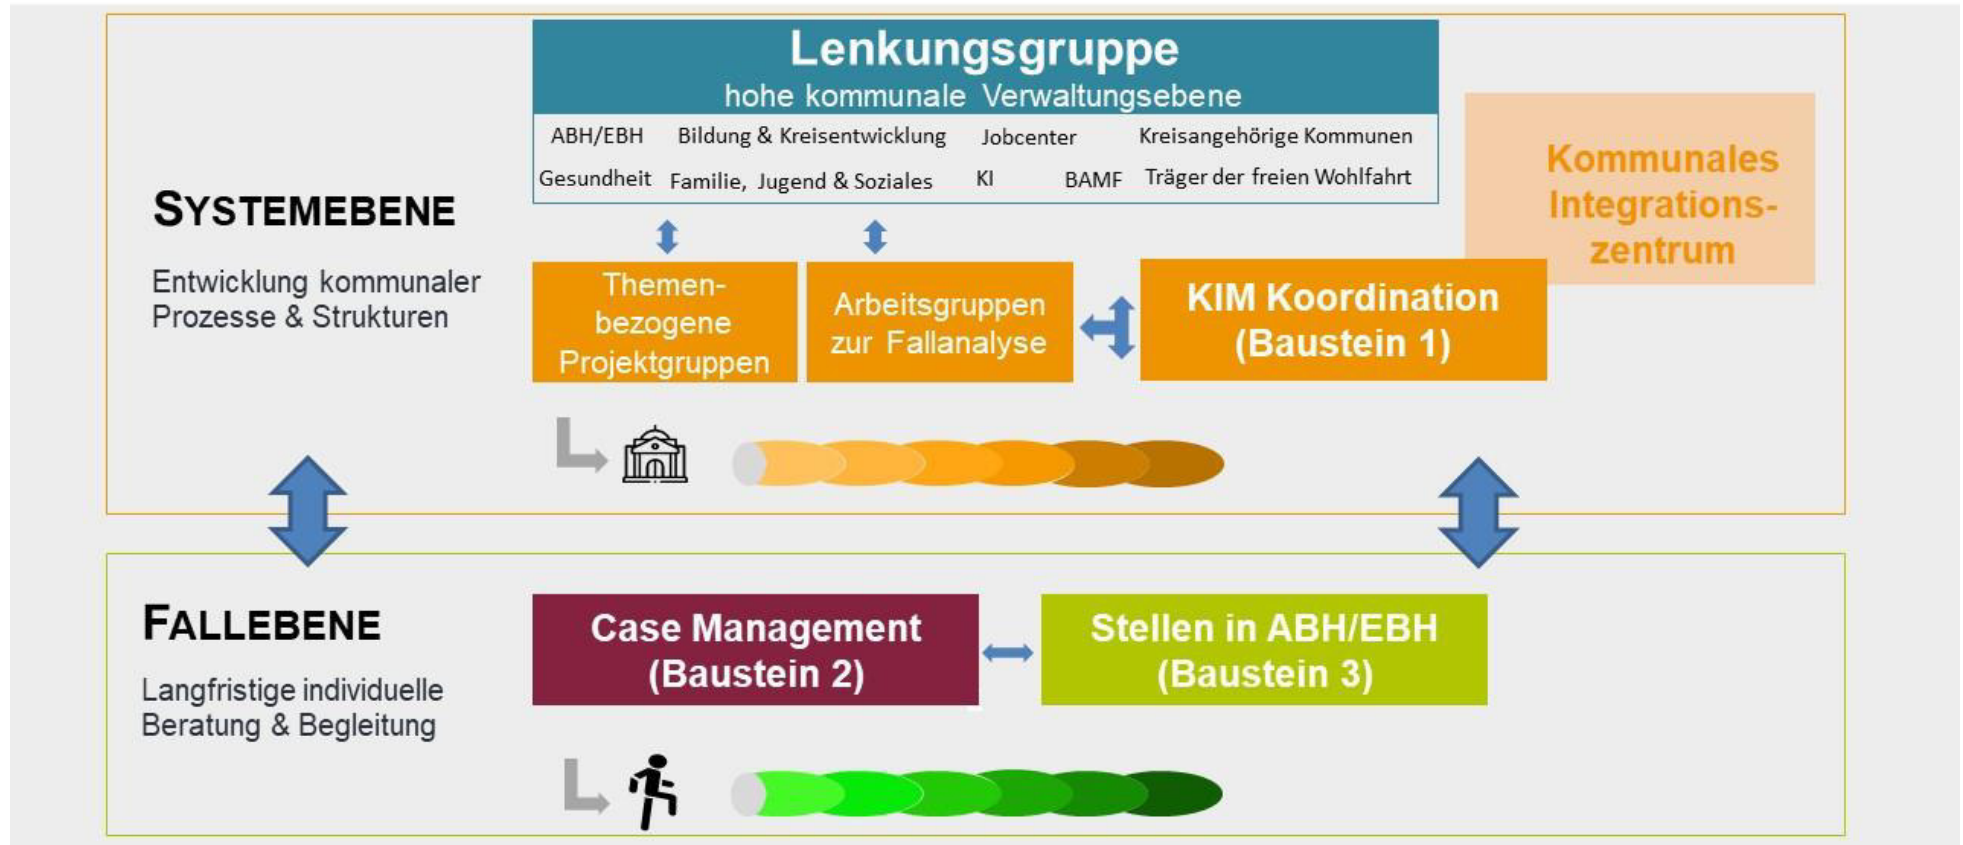 Lenkungsgruppe
hohe kommunale Verwaltungsebene
ABH/EBH Bildung & Kreisentwicklung Jobcenter Kreisangehörige Kommunen
Gesundheit Familie, Jugend & Soziales KI BAMF Träger der freien Wohlfahrt
Kommunales
Integrations-
zentrum
SYSTEMEBENE
Entwicklung kommunaler
Prozesse & Strukturen
Themen-
bezogene
Projektgruppen
Arbeitsgruppen
zur Fallanalyse
KIM Koordination
(Baustein 1)
FALLEBENE
Langfristige individuelle
Beratung & Begleitung
Case Management
(Baustein 2)
Stellen in ABH/EBH
(Baustein 3)